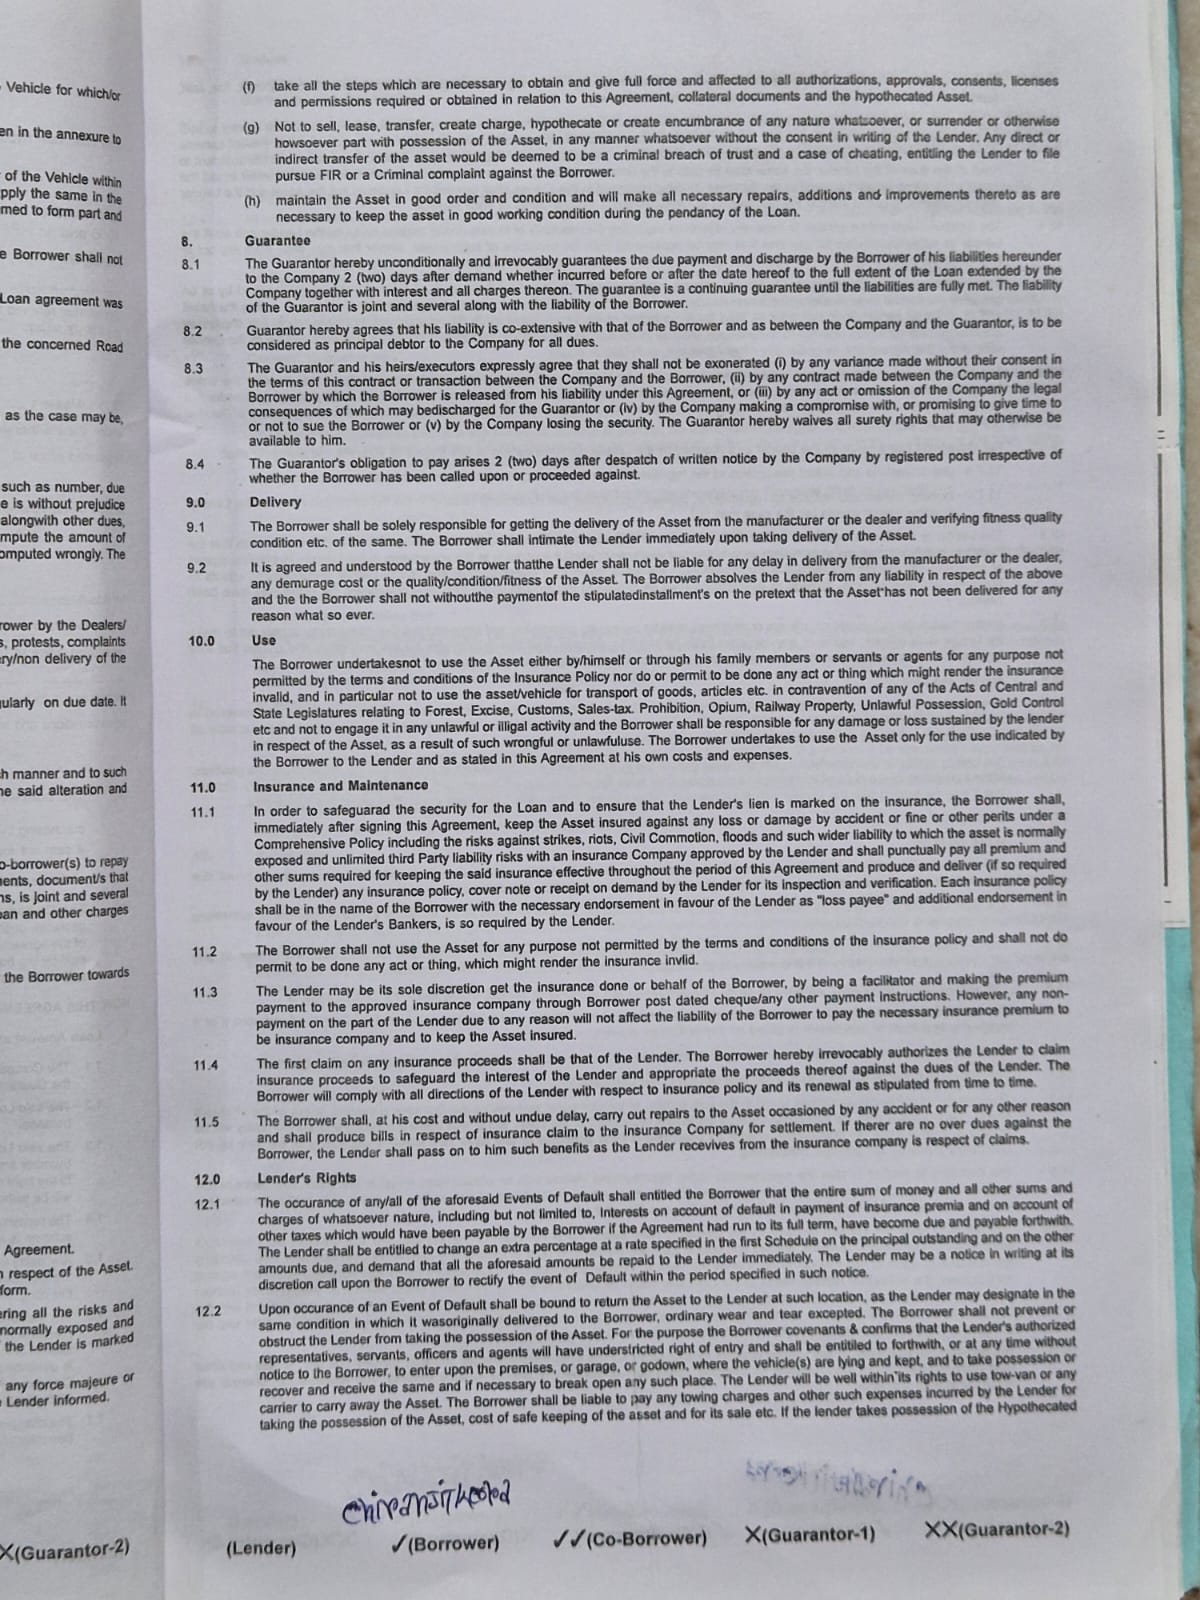 Vehicle for which/or
en in the annexure to
of the Vehicle within
pply the same in the
med to form part and
e Borrower shall not
Loan agreement was
the concerned Road
as the case may be,
such as number, due
e is without prejudice
alongwith other dues,
mpute the amount of
omputed wrongly. The
rower by the Dealers/
s, protests, complaints
ry/non delivery of the
gularly on due date. It
ch manner and to such
he said alteration and
o-borrower(s) to repay
ents, document/s that
ns, is joint and several
oan and other charges
the Borrower towards
Agreement.
n respect of the Asset.
form.
ering all the risks and
normally exposed and
the Lender is marked
any force majeure or
Lender informed.
X(Guarantor-2)
(f) take all the steps which are necessary to obtain and give full force and affected to all authorizations, approvals, consents, licenses
and permissions required or obtained in relation to this Agreement, collateral documents and the hypothecated Asset.
(g) Not to sell, lease, transfer, create charge, hypothecate or create encumbrance of any nature whatsoever, or surrender or otherwise
howsoever part with possession of the Asset, in any manner whatsoever without the consent in writing of the Lender. Any direct or
indirect transfer of the asset would be deemed to be a criminal breach of trust and a case of cheating, entitling the Lender to file
pursue FIR or a Criminal complaint against the Borrower.
(h) maintain the Asset in good order and condition and will make all necessary repairs, additions and improvements thereto as are
necessary to keep the asset in good working condition during the pendancy of the Loan.
8. Guarantee
8.1 The Guarantor hereby unconditionally and irrevocably guarantees the due payment and discharge by the Borrower of his liabilities hereunder
to the Company 2 (two) days after demand whether incurred before or after the date hereof to the full extent of the Loan extended by the
Company together with interest and all charges thereon. The guarantee is a continuing guarantee until the liabilities are fully met. The liability
of the Guarantor is joint and several along with the liability of the Borrower.
8.2 Guarantor hereby agrees that his liability is co-extensive with that of the Borrower and as between the Company and the Guarantor, is to be
considered as principal debtor to the Company for all dues.
8.3 The Guarantor and his heirs/executors expressly agree that they shall not be exonerated (i) by any variance made without their consent in
the terms of this contract or transaction between the Company and the Borrower, (ii) by any contract made between the Company and the
Borrower by which the Borrower is released from his liability under this Agreement, or (iii) by any act or omission of the Company the legal
consequences of which may bedischarged for the Guarantor or (iv) by the Company making a compromise with, or promising to give time to
or not to sue the Borrower or (v) by the Company losing the security. The Guarantor hereby waives all surety rights that may otherwise be
available to him.
8.4 The Guarantor's obligation to pay arises 2 (two) days after despatch of written notice by the Company by registered post irrespective of
whether the Borrower has been called upon or proceeded against.
9.0 Delivery
9.1 The Borrower shall be solely responsible for getting the delivery of the Asset from the manufacturer or the dealer and verifying fitness quality
condition etc. of the same. The Borrower shall intimate the Lender immediately upon taking delivery of the Asset.
9.2 It is agreed and understood by the Borrower thatthe Lender shall not be liable for any delay in delivery from the manufacturer or the dealer,
any demurage cost or the quality/condition/fitness of the Asset. The Borrower absolves the Lender from any liability in respect of the above
and the the Borrower shall not withoutthe paymentof the stipulatedinstallment's on the pretext that the Asset has not been delivered for any
reason what so ever.
10.0 Use
The Borrower undertakesnot to use the Asset either by/himself or through his family members or servants or agents for any purpose not
permitted by the terms and conditions of the Insurance Policy nor do or permit to be done any act or thing which might render the insurance
invalid, and in particular not to use the asset/vehicle for transport of goods, articles etc. in contravention of any of the Acts of Central and
State Legislatures relating to Forest, Excise, Customs, Sales-tax. Prohibition, Opium, Railway Property, Unlawful Possession, Gold Control
etc and not to engage it in any unlawful or illigal activity and the Borrower shall be responsible for any damage or loss sustained by the lender
in respect of the Asset, as a result of such wrongful or unlawfuluse. The Borrower undertakes to use the Asset only for the use indicated by
the Borrower to the Lender and as stated in this Agreement at his own costs and expenses.
11.0 Insurance and Maintenance
11.1 In order to safeguarad the security for the Loan and to ensure that the Lender's lien is marked on the insurance, the Borrower shall,
immediately after signing this Agreement, keep the Asset insured against any loss or damage by accident or fine or other perits under a
Comprehensive Policy including the risks against strikes, riots, Civil Commotion, floods and such wider liability to which the asset is normally
exposed and unlimited third Party liability risks with an insurance Company approved by the Lender and shall punctually pay all premium and
other sums required for keeping the said insurance effective throughout the period of this Agreement and produce and deliver (if so required
by the Lender) any insurance policy, cover note or receipt on demand by the Lender for its inspection and verification. Each insurance policy
shall be in the name of the Borrower with the necessary endorsement in favour of the Lender as "loss payee" and additional endorsement in
favour of the Lender's Bankers, is so required by the Lender.
11.2 The Borrower shall not use the Asset for any purpose not permitted by the terms and conditions of the insurance policy and shall not do
permit to be done any act or thing, which might render the insurance invlid.
11.3 The Lender may be its sole discretion get the insurance done or behalf of the Borrower, by being a facilitator and making the premium
payment to the approved insurance company through Borrower post dated cheque/any other payment instructions. However, any non-
payment on the part of the Lender due to any reason will not affect the liability of the Borrower to pay the necessary insurance premium to
be insurance company and to keep the Asset insured.
11.4 The first claim on any insurance proceeds shall be that of the Lender. The Borrower hereby irrevocably authorizes the Lender to claim
insurance proceeds to safeguard the interest of the Lender and appropriate the proceeds thereof against the dues of the Lender. The
Borrower will comply with all directions of the Lender with respect to insurance policy and its renewal as stipulated from time to time.
11.5 The Borrower shall, at his cost and without undue delay, carry out repairs to the Asset occasioned by any accident or for any other reason
and shall produce bills in respect of insurance claim to the insurance Company for settlement. If therer are no over dues against the
Borrower, the Lender shall pass on to him such benefits as the Lender recevives from the insurance company is respect of claims.
12.0 Lender's Rights
12.1 The occurance of any/all of the aforesaid Events of Default shall entitled the Borrower that the entire sum of money and all other sums and
charges of whatsoever nature, including but not limited to, Interests on account of default in payment of insurance premia and on account of
other taxes which would have been payable by the Borrower if the Agreement had run to its full term, have become due and payable forthwith.
The Lender shall be entitiled to change an extra percentage at a rate specified in the first Schedule on the principal outstanding and on the other
amounts due, and demand that all the aforesaid amounts be repaid to the Lender immediately. The Lender may be a notice in writing at its
discretion call upon the Borrower to rectify the event of Default within the period specified in such notice.
12.2 Upon occurance of an Event of Default shall be bound to return the Asset to the Lender at such location, as the Lender may designate in the
same condition in which it wasoriginally delivered to the Borrower, ordinary wear and tear excepted. The Borrower shall not prevent or
obstruct the Lender from taking the possession of the Asset. For the purpose the Borrower covenants & confirms that the Lender's authorized
representatives, servants, officers and agents will have understricted right of entry and shall be entitiled to forthwith, or at any time without
notice to the Borrower, to enter upon the premises, or garage, or godown, where the vehicle(s) are lying and kept, and to take possession or
recover and receive the same and if necessary to break open any such place. The Lender will be well within its rights to use tow-van or any
carrier to carry away the Asset. The Borrower shall be liable to pay any towing charges and other such expenses incurred by the Lender for
taking the possession of the Asset, cost of safe keeping of the asset and for its sale etc. If the lender takes possession of the Hypothecated
(Lender) ✓(Borrower) ✓✓(Co-Borrower) X(Guarantor-1) XX(Guarantor-2)